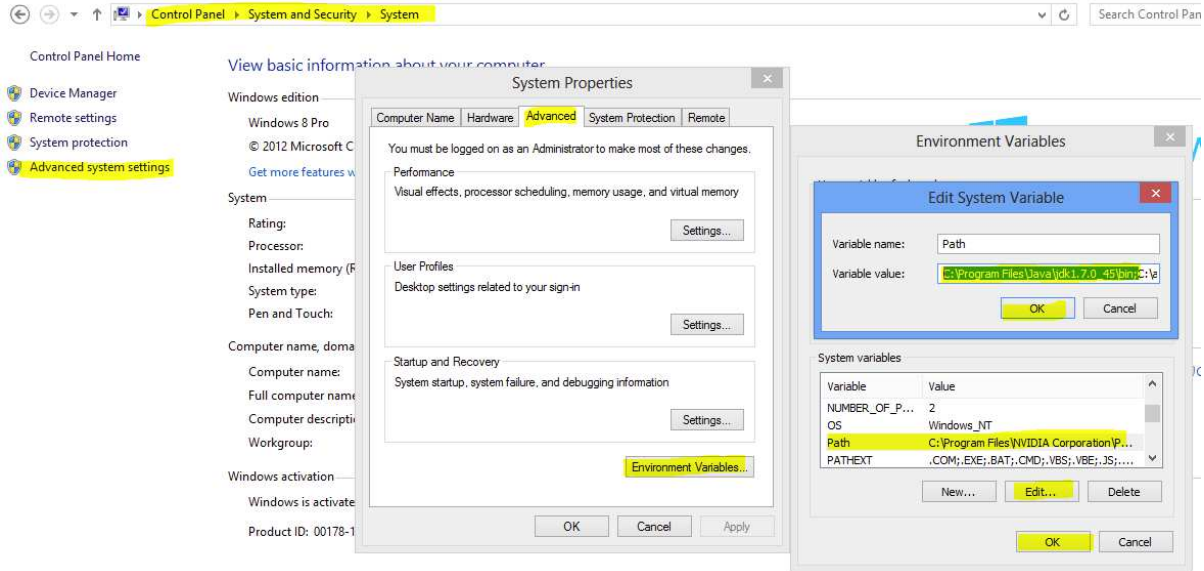 Control Panel System and Security System
Search Control Pan
Control Panel Home
Device Manager
Remote settings
System protection
Advanced system settings
View basic information about your computer
Windows edition
Windows 8 Pro
© 2012 Microsoft C
Get more features w
System
Rating:
Processor:
Installed memory (R
System type:
Pen and Touch:
Computer name, doma
Computer name:
Full computer name
Computer descripti
Workgroup:
Windows activation
Windows is activate
Product ID: 00178-1
System Properties
Computer Name Hardware Advanced System Protection Remote
You must be logged on as an Administrator to make most of these changes.
Performance
Visual effects, processor scheduling, memory usage, and virtual memory
Settings...
User Profiles
Desktop settings related to your sign-in
Settings...
Startup and Recovery
System startup, system failure, and debugging information
Settings...
Environment Variables...
OK Cancel Apply
Environment Variables
Edit System Variable
Variable name: Path
Variable value: C:\Program Files\Java\jdk1.7.0_45\bin;C:\a
OK Cancel
System variables
Variable Value
NUMBER_OF_P... 2
OS Windows_NT
Path C:\Program Files\NVIDIA Corporation\P...
PATHEXT .COM;.EXE;.BAT;.CMD;.VBS;.VBE;.JS;....
New... Edit... Delete
OK Cancel